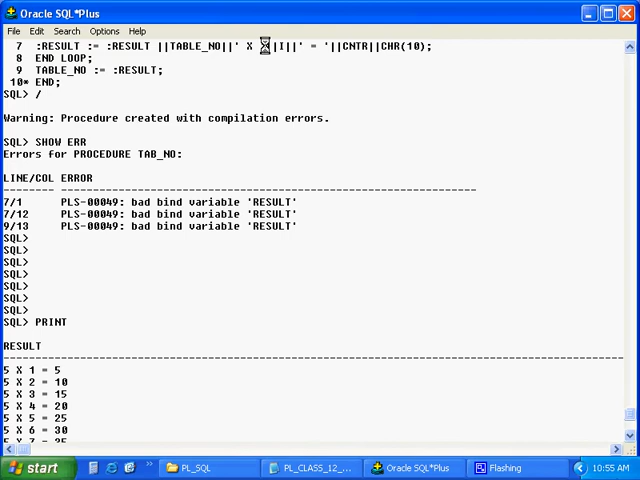 Oracle SQL*Plus
File Edit Search Options Help
7 :RESULT := :RESULT ||TABLE_NO||' X ||I||' = '||CNTR||CHR(10);
8 END LOOP;
9 TABLE_NO := :RESULT;
10* END;
SQL> /
Warning: Procedure created with compilation errors.
SQL> SHOW ERR
Errors for PROCEDURE TAB_NO:
LINE/COL ERROR
-------- -----------------------------------------------------------------
7/1 PLS-00049: bad bind variable 'RESULT'
7/12 PLS-00049: bad bind variable 'RESULT'
9/13 PLS-00049: bad bind variable 'RESULT'
SQL>
SQL>
SQL>
SQL>
SQL>
SQL>
SQL>
SQL> PRINT
RESULT
--------------------------------------------------------------------------------
5 X 1 = 5
5 X 2 = 10
5 X 3 = 15
5 X 4 = 20
5 X 5 = 25
5 X 6 = 30
5 X 7 = 35
start PL_SQL PL_CLASS_12_... Oracle SQL*Plus Flashing 10:55 AM